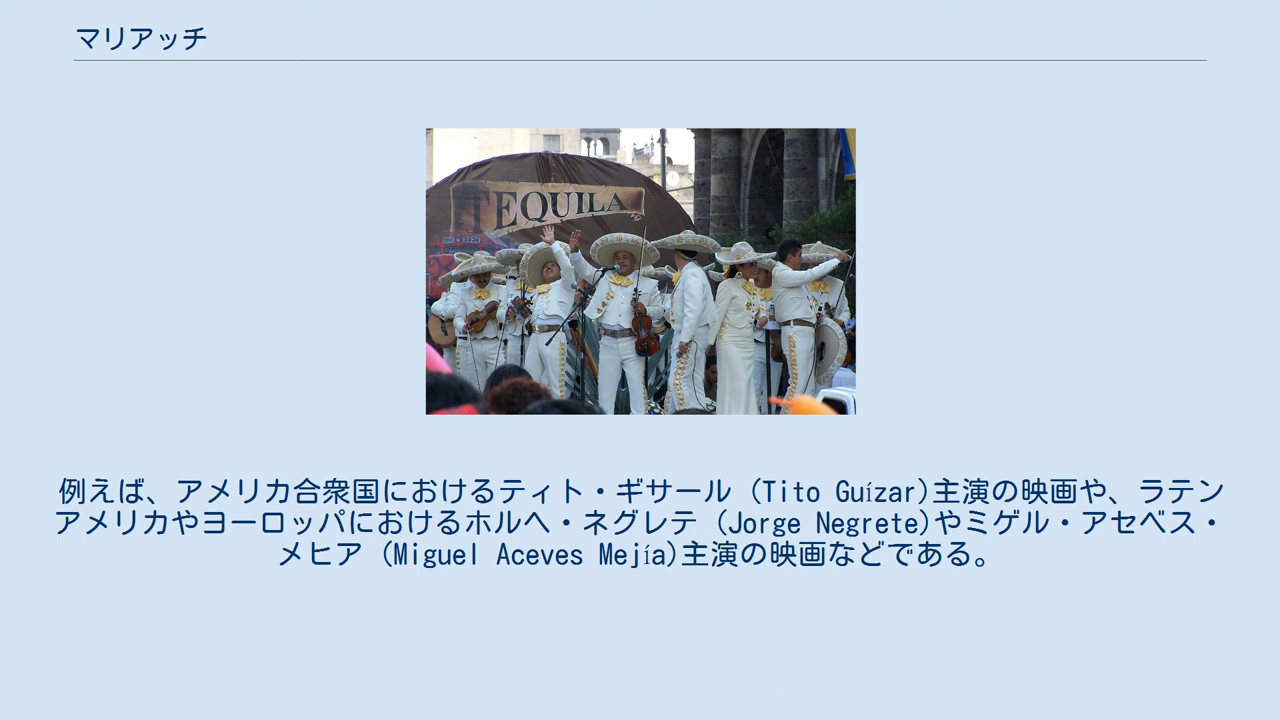 マリアッチ
TEQUILA
例えば、アメリカ合衆国におけるティト・ギサール (Tito Guízar)主演の映画や、ラテン
アメリカやヨーロッパにおけるホルヘ・ネグレテ (Jorge Negrete)やミゲル・アセベス・
メヒア (Miguel Aceves Mejía)主演の映画などである。